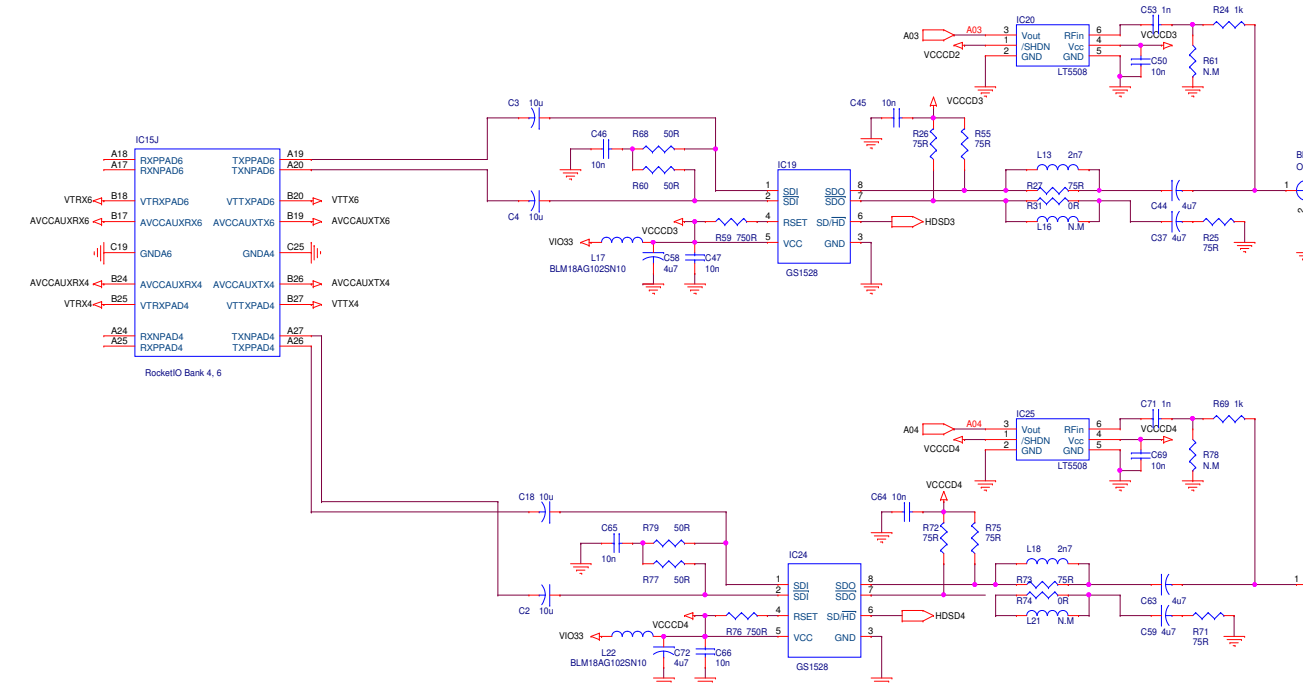 C53 1n
R24 1k
IC20
A03
A03
3 Vout RFin 6
1 /SHDN Vcc 4
2 GND GND 5
VCCCD2
VCCCD3
C50
10n
R61
N.M
LT5508
C3 10u
C46
10n
R68 50R
R60 50R
C4 10u
C45 10n
VCCCD3
R26
75R
R55
75R
IC15J
A18 RXPPAD6 TXPPAD6 A19
A17 RXNPAD6 TXNPAD6 A20
VTRX6 B18 VTRXPAD6 VTTXPAD6 B20 VTTX6
AVCCAUXRX6 B17 AVCCAUXRX6 AVCCAUXTX6 B19 AVCCAUXTX6
C19 GNDA6 GNDA4 C25
AVCCAUXRX4 B24 AVCCAUXRX4 AVCCAUXTX4 B26 AVCCAUXTX4
VTRX4 B25 VTRXPAD4 VTTXPAD4 B27 VTTX4
A24 RXNPAD4 TXNPAD4 A27
A25 RXPPAD4 TXPPAD4 A26
RocketIO Bank 4, 6
IC19
1 SDI SDO 8
2 SDI SDO 7
4 RSET SD/HD 6
5 VCC GND 3
GS1528
HDSD3
VCCCD3
R59 750R
VIO33
L17
BLM18AG102SN10
C58
4u7
C47
10n
L13 2n7
R27 75R
R31 0R
L16 N.M
C44 4u7
C37 4u7
R25
75R
1
2
C71 1n
R69 1k
IC25
A04
A04
3 Vout RFin 6
1 /SHDN Vcc 4
2 GND GND 5
VCCCD4
VCCCD4
C69
10n
R78
N.M
LT5508
C18 10u
C65
10n
R79 50R
R77 50R
C2 10u
C64 10n
VCCCD4
R72
75R
R75
75R
IC24
1 SDI SDO 8
2 SDI SDO 7
4 RSET SD/HD 6
5 VCC GND 3
GS1528
HDSD4
VCCCD4
R76 750R
VIO33
L22
BLM18AG102SN10
C72
4u7
C66
10n
L18 2n7
R73 75R
R74 0R
L21 N.M
C63 4u7
C59 4u7
R71
75R
1